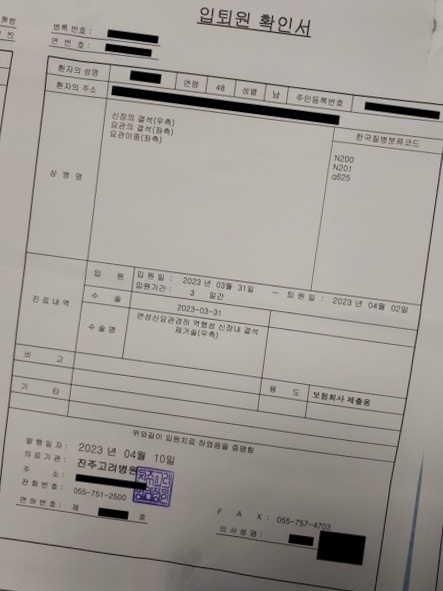 입퇴원 확인서
병록 번호 :
연 번 호 :
환자의 성명 연령 48 성별 남 주민등록번호
환자의 주소
상 병 명
신장의 결석(우측)
요관의 결석(좌측)
요관이중(좌측)
한국질병분류코드
N200
N201
q625
진료내역
입 원 입 원 일 : 2023 년 03월 31일 ~ 퇴 원 일 : 2023 년 04월 02일
입원기간 : 3 일간
수 술 2023-03-31
수 술 명 연성신요관경하 역행성 신장내 결석
제거술(우측)
비 고
용 도 보험회사 제출용
기 타
위와같이 입원치료 하였음을 증명함
발 행 일 자 : 2023 년 04월 10일
의 료 기 관 : 진주고려병원
주 소 :
전 화 번 호 : 055-751-2500
면 허 번 호 : 제 호
F A X : 055-757-4703
의 사 성 명 :